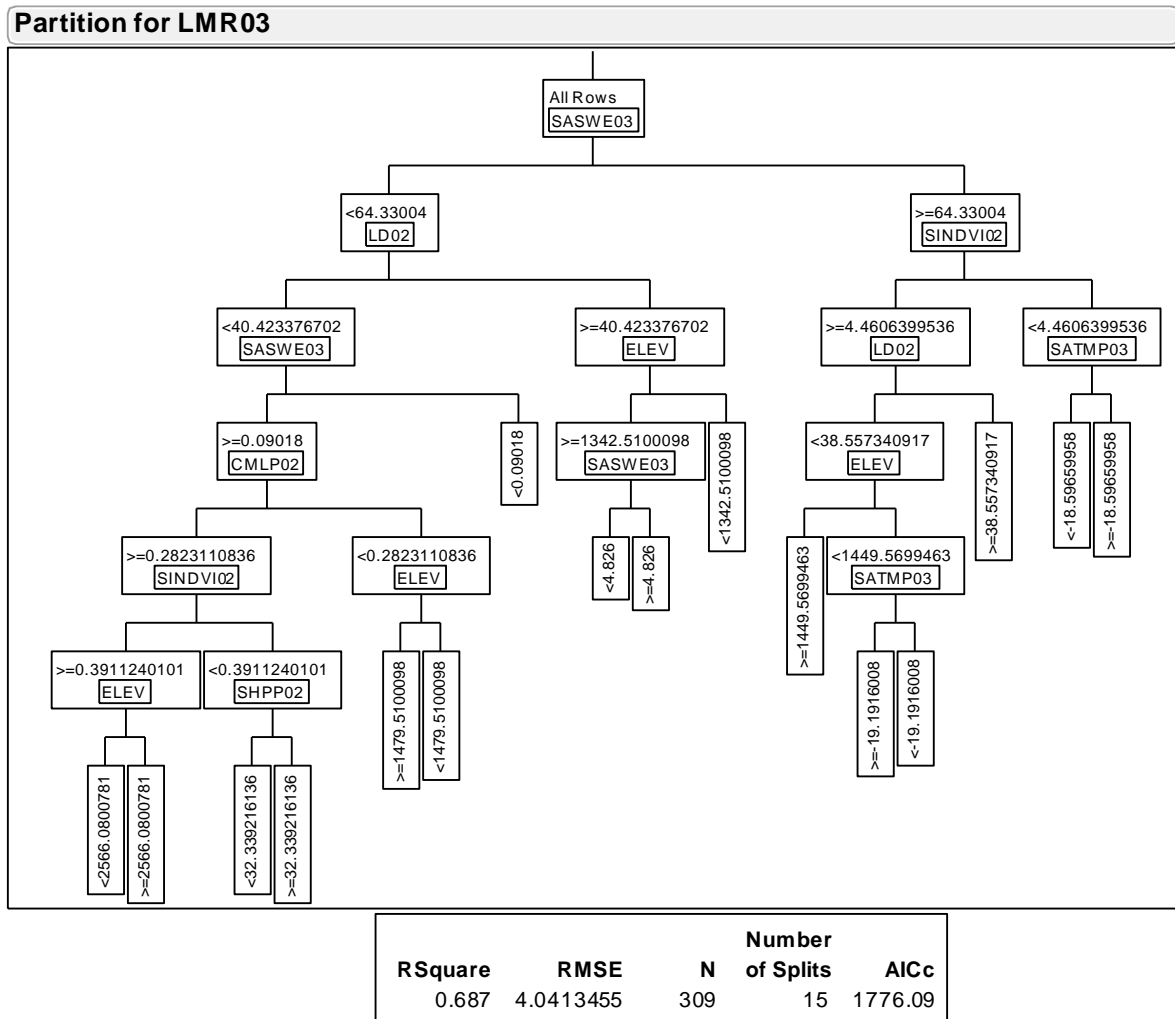 Partition for LMR03
All Rows
SASWE03
<64.33004
LD02
>=64.33004
SINDVI02
<40.423376702
SASWE03
>=40.423376702
ELEV
>=4.4606399536
LD02
<4.4606399536
SATMP03
>=0.09018
CMLP02
<0.09018
>=1342.5100098
SASWE03
<1342.5100098
<38.557340917
ELEV
>=38.557340917
<-18.59659958
>=-18.59659958
>=0.2823110836
SINDVI02
<0.2823110836
ELEV
<4.826
>=4.826
>=1449.5699463
<1449.5699463
SATMP03
>=0.3911240101
ELEV
<0.3911240101
SHPP02
>=1479.5100098
<1479.5100098
>=-19.1916008
<-19.1916008
<2566.0800781
>=2566.0800781
<32.339216136
>=32.339216136
Number
RSquare RMSE N of Splits AICc
0.687 4.0413455 309 15 1776.09